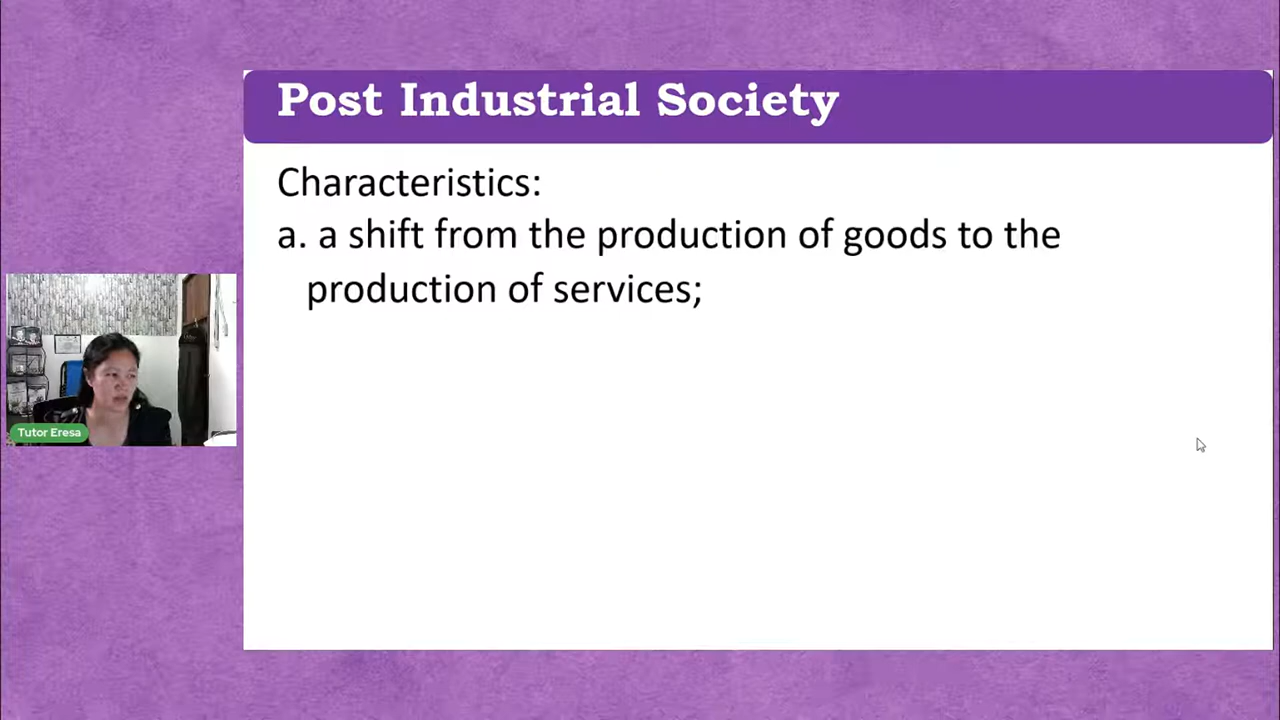 Post Industrial Society
Characteristics:
a. a shift from the production of goods to the
production of services;
Tutor Eresa